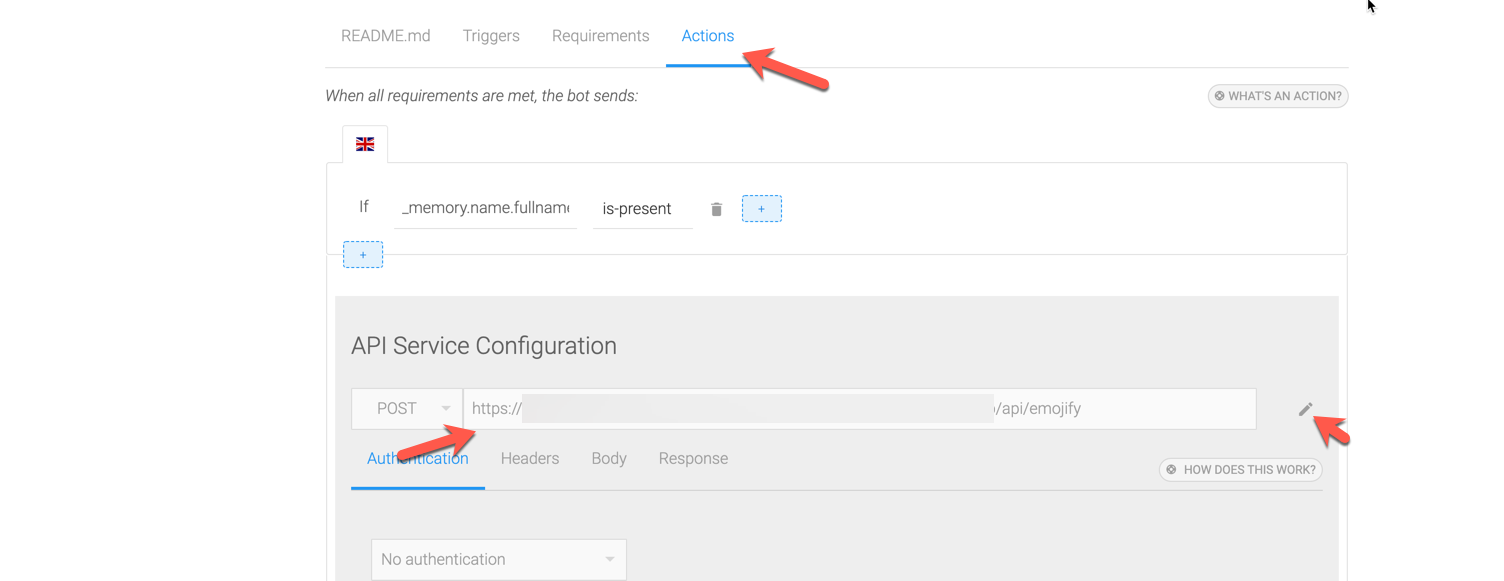 README.md Triggers Requirements Actions
When all requirements are met, the bot sends:
WHAT'S AN ACTION?
If _memory.name.fullname is-present +
+
API Service Configuration
POST https:// /api/emojify
Authentication Headers Body Response
HOW DOES THIS WORK?
No authentication